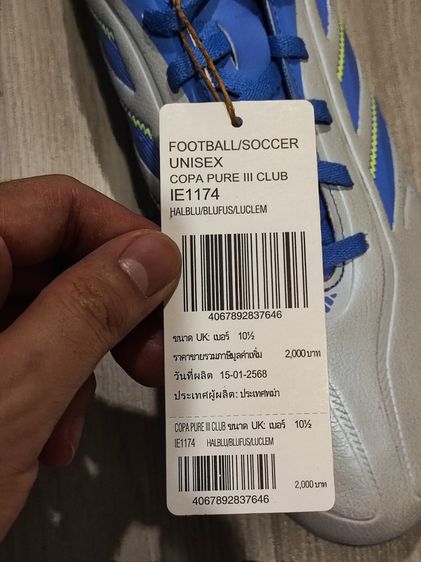 FOOTBALL/SOCCER
UNISEX
COPA PURE III CLUB
IE1174
HALBLU/BLUFUS/LUCLEM
4067892837646
ขนาด UK: เบอร์ 10½
ราคาขายรวมภาษีมูลค่าเพิ่ม 2,000 บาท
วันที่ผลิต 15-01-2568
ประเทศผู้ผลิต: ประเทศพม่า
COPA PURE III CLUB ขนาด UK: เบอร์ 10½
IE1174 HALBLU/BLUFUS/LUCLEM
2,000 บาท
4067892837646